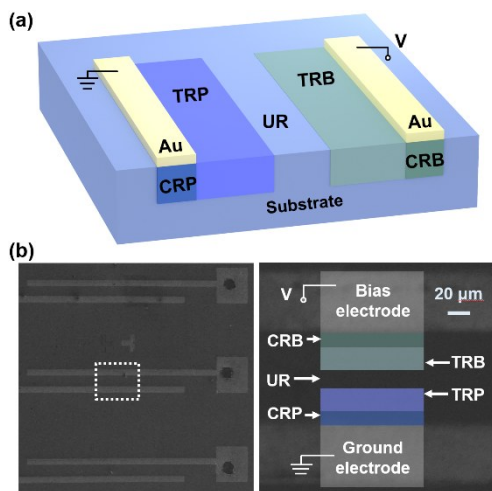 (a)
V
TRP
TRB
UR
Au
Au
CRP
CRB
Substrate
(b)
V
Bias
electrode
20 µm
CRB
TRB
UR
TRP
CRP
Ground
electrode